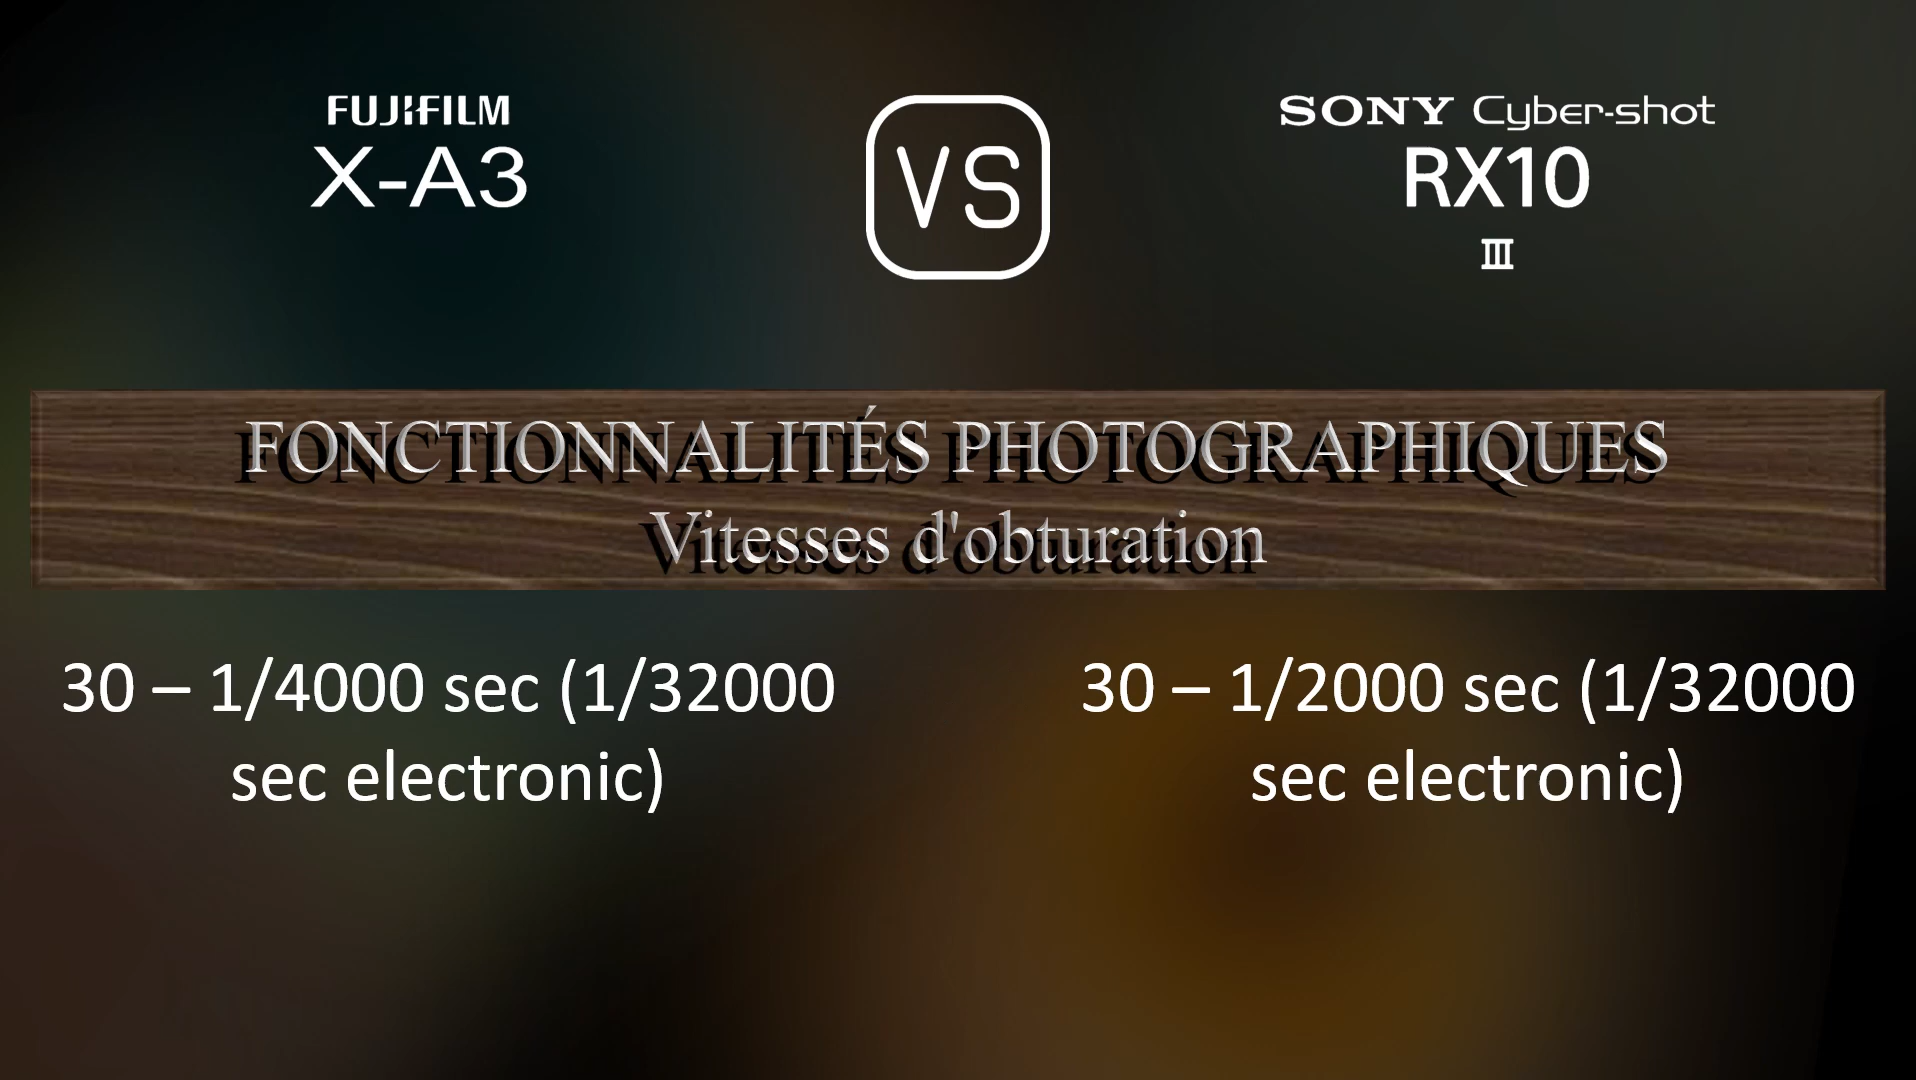 FUJIFILM
X-A3
VS
SONY Cyber-shot
RX10
III
FONCTIONNALITÉS PHOTOGRAPHIQUES
Vitesses d'obturation
30 – 1/4000 sec (1/32000
sec electronic)
30 – 1/2000 sec (1/32000
sec electronic)